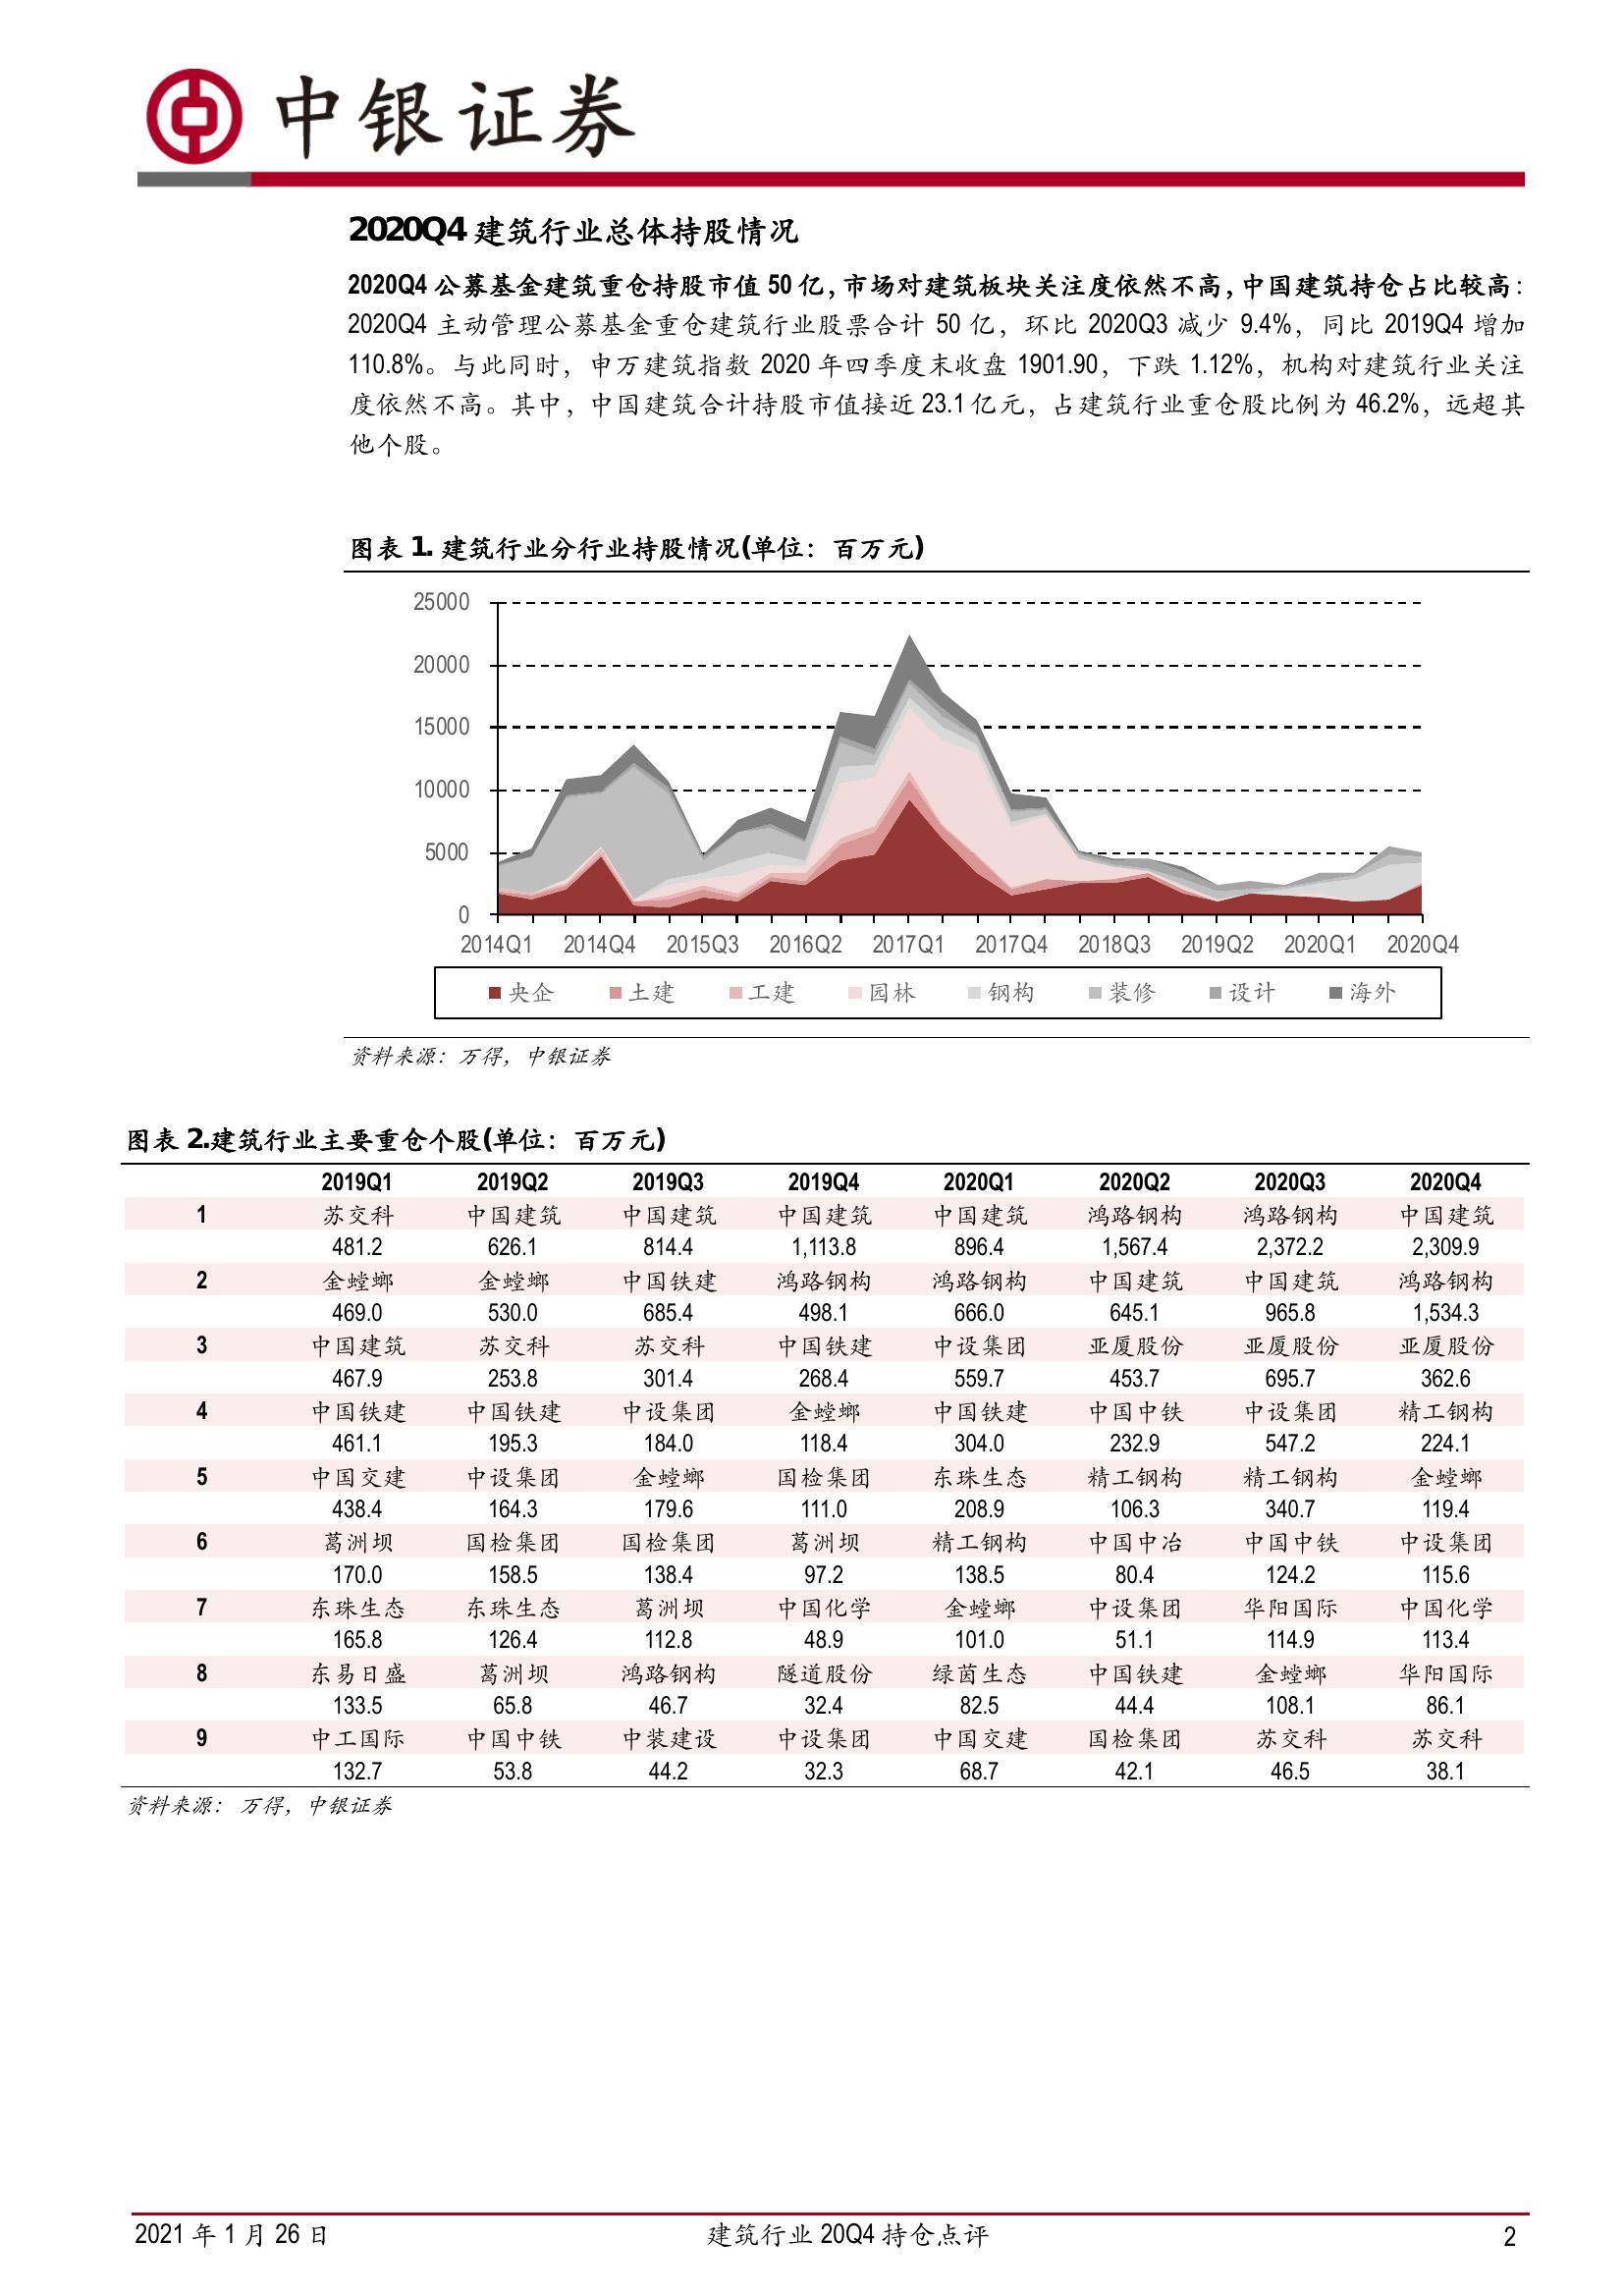 中银证券
2020Q4 建筑行业总体持股情况
2020Q4 公募基金建筑重仓持股市值 50 亿，市场对建筑板块关注度依然不高，中国建筑持仓占比较高：
2020Q4 主动管理公募基金重仓建筑行业股票合计 50 亿，环比 2020Q3 减少 9.4%，同比 2019Q4 增加
110.8%。与此同时，申万建筑指数 2020 年四季度末收盘 1901.90，下跌 1.12%，机构对建筑行业关注
度依然不高。其中，中国建筑合计持股市值接近 23.1 亿元，占建筑行业重仓股比例为 46.2%，远超其
他个股。
图表 1. 建筑行业分行业持股情况(单位：百万元)
25000
20000
15000
10000
5000
0
2014Q1 2014Q4 2015Q3 2016Q2 2017Q1 2017Q4 2018Q3 2019Q2 2020Q1 2020Q4
央企 土建 工建 园林 钢构 装修 设计 海外
资料来源：万得，中银证券
图表 2.建筑行业主要重仓个股(单位：百万元)
2019Q1 2019Q2 2019Q3 2019Q4 2020Q1 2020Q2 2020Q3 2020Q4
1 苏交科 中国建筑 中国建筑 中国建筑 中国建筑 鸿路钢构 鸿路钢构 中国建筑
481.2 626.1 814.4 1,113.8 896.4 1,567.4 2,372.2 2,309.9
2 金螳螂 金螳螂 中国铁建 鸿路钢构 鸿路钢构 中国建筑 中国建筑 鸿路钢构
469.0 530.0 685.4 498.1 666.0 645.1 965.8 1,534.3
3 中国建筑 苏交科 苏交科 中国铁建 中设集团 亚厦股份 亚厦股份 亚厦股份
467.9 253.8 301.4 268.4 559.7 453.7 695.7 362.6
4 中国铁建 中国铁建 中设集团 金螳螂 中国铁建 中国中铁 中设集团 精工钢构
461.1 195.3 184.0 118.4 304.0 232.9 547.2 224.1
5 中国交建 中设集团 金螳螂 国检集团 东珠生态 精工钢构 精工钢构 金螳螂
438.4 164.3 179.6 111.0 208.9 106.3 340.7 119.4
6 葛洲坝 国检集团 国检集团 葛洲坝 精工钢构 中国中冶 中国中铁 中设集团
170.0 158.5 138.4 97.2 138.5 80.4 124.2 115.6
7 东珠生态 东珠生态 葛洲坝 中国化学 金螳螂 中设集团 华阳国际 中国化学
165.8 126.4 112.8 48.9 101.0 51.1 114.9 113.4
8 东易日盛 葛洲坝 鸿路钢构 隧道股份 绿茵生态 中国铁建 金螳螂 华阳国际
133.5 65.8 46.7 32.4 82.5 44.4 108.1 86.1
9 中工国际 中国中铁 中装建设 中设集团 中国交建 国检集团 苏交科 苏交科
132.7 53.8 44.2 32.3 68.7 42.1 46.5 38.1
资料来源： 万得，中银证券
2021 年 1 月 26 日 建筑行业 20Q4 持仓点评 2